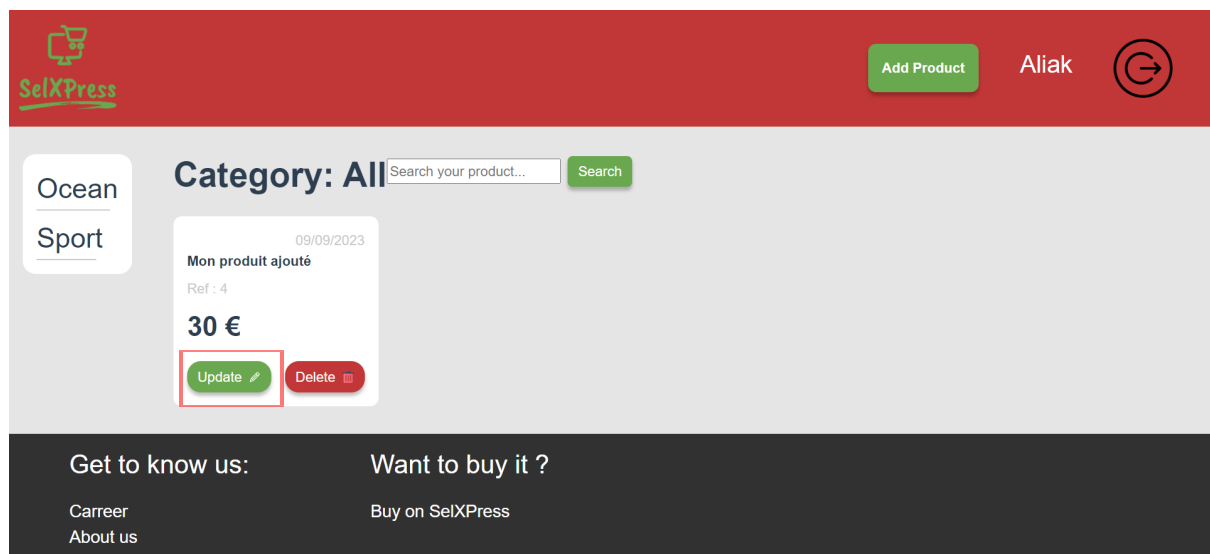 SelXPress
Add Product
Aliak
Ocean
Sport
Category: All
Search your product...
Search
09/09/2023
Mon produit ajouté
Ref : 4
30 €
Update
Delete
Get to know us:
Want to buy it ?
Carreer
Buy on SelXPress
About us